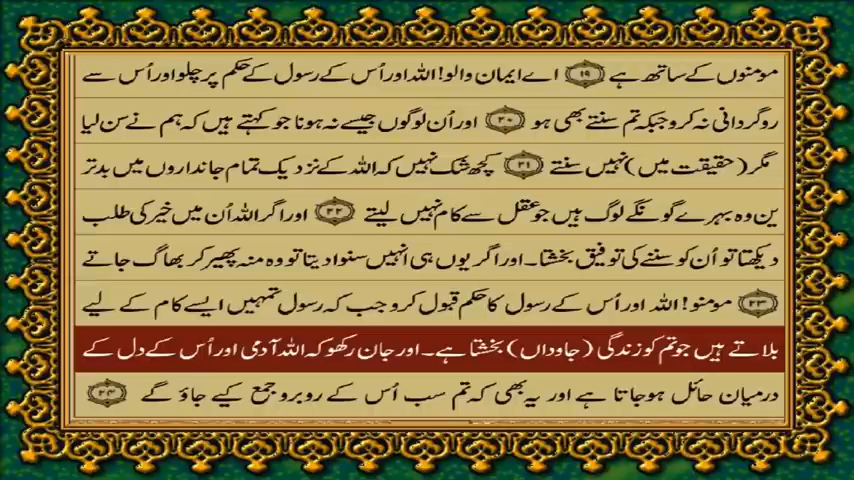 مومنوں کے ساتھ ہے ۱۹ اے ایمان والو! اللہ اور اُس کے رسول کے حکم پر چلو اور اُس سے
روگردانی نہ کرو جبکہ تم سنتے بھی ہو ۲۰ اور اُن لوگوں جیسے نہ ہونا جو کہتے ہیں کہ ہم نے سن لیا
مگر (حقیقت میں) نہیں سنتے ۲۱ کچھ شک نہیں کہ اللہ کے نزدیک تمام جانداروں میں بدتر
ین وہ بہرے گونگے لوگ ہیں جو عقل سے کام نہیں لیتے ۲۲ اور اگر اللہ اُن میں خیر کی طلب
دیکھتا تو اُن کو سننے کی توفیق بخشتا۔ اور اگر یوں ہی انہیں سنوا دیتا تو وہ منہ پھیر کر بھاگ جاتے
۲۳ مومنو! اللہ اور اُس کے رسول کا حکم قبول کرو جب کہ رسول تمہیں ایسے کام کے لیے
بلاتے ہیں جو تم کو زندگی (جاوداں) بخشتا ہے۔ اور جان رکھو کہ اللہ آدمی اور اُس کے دل کے
درمیان حائل ہوجاتا ہے اور یہ بھی کہ تم سب اُس کے روبرو جمع کیے جاؤ گے ۲۴